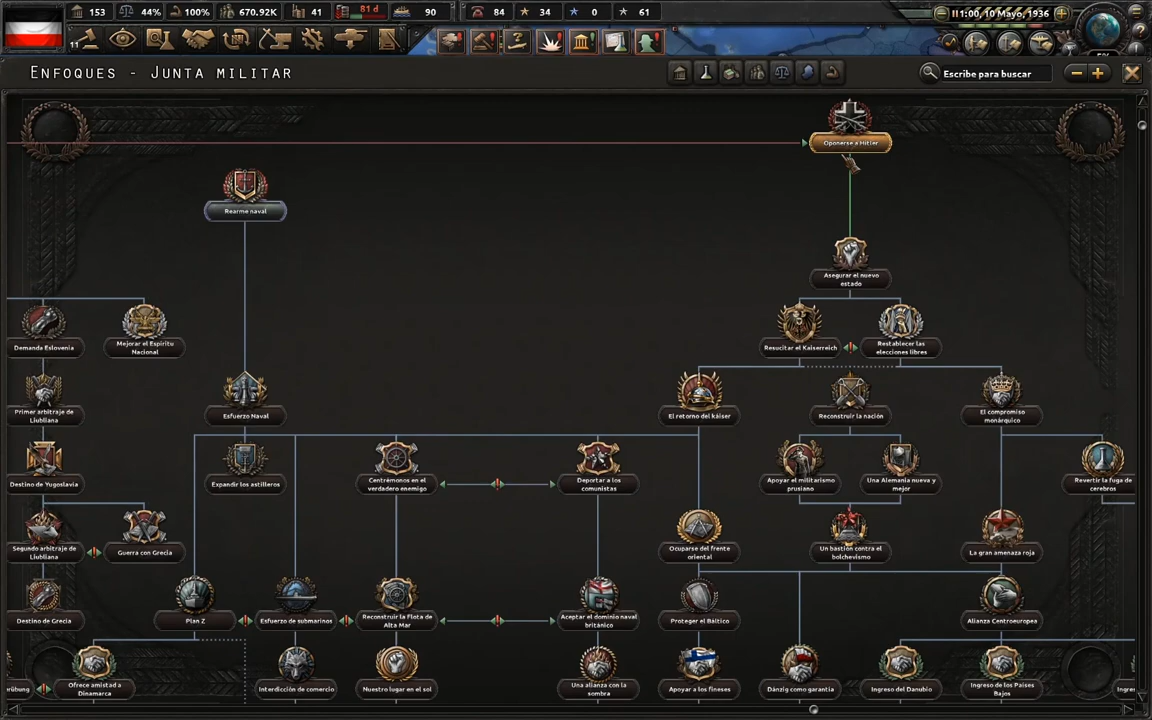 153 44% 100% 670.92K 41 81 d 90 84 34 0 61
11:00, 10 Mayo, 1936
11
Enfoques - Junta militar
Escribe para buscar
Oponerse a Hitler
Rearme naval
Asegurar el nuevo
estado
Demanda Eslovenia
Mejorar el Espíritu
Nacional
Resucitar el Kaiserreich
Restablecer las
elecciones libres
Primer arbitraje de
Liubliana
Esfuerzo Naval
El retorno del káiser
Reconstruir la nación
El compromiso
monárquico
Destino de Yugoslavia
Expandir los astilleros
Centrémonos en el
verdadero enemigo
Deportar a los
comunistas
Apoyar el militarismo
prusiano
Una Alemania nueva y
mejor
Revertir la fuga de
cerebros
Segundo arbitraje de
Liubliana
Guerra con Grecia
Ocuparse del frente
oriental
Un bastión contra el
bolchevismo
La gran amenaza roja
Destino de Grecia
Plan Z
Esfuerzo de submarinos
Reconstruir la Flota de
Alta Mar
Aceptar el dominio naval
británico
Proteger el Báltico
Alianza Centroeuropea
rübung
Ofrece amistad a
Dinamarca
Interdicción de comercio
Nuestro lugar en el sol
Una alianza con la
sombra
Apoyar a los fineses
Dánzig como garantía
Ingreso del Danubio
Ingreso de los Países
Bajos
Ingre